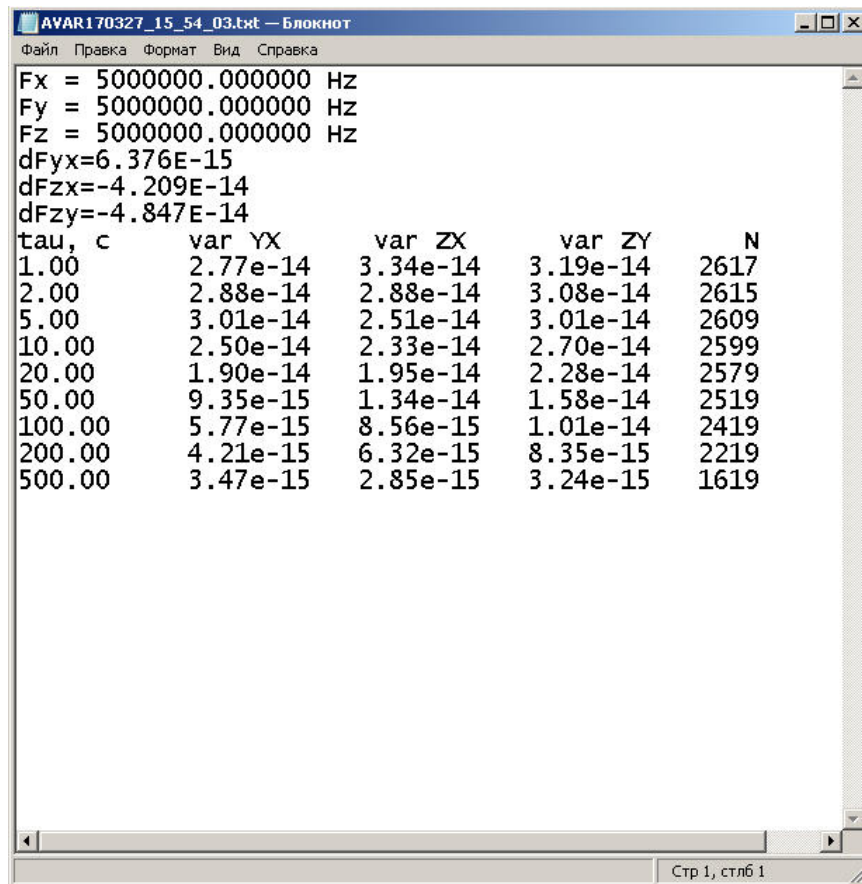 AVAR170327_15_54_03.txt — Блокнот
Файл Правка Формат Вид Справка
Fx = 5000000.000000 Hz
Fy = 5000000.000000 Hz
Fz = 5000000.000000 Hz
dFyx=6.376E-15
dFzx=-4.209E-14
dFzy=-4.847E-14
tau, c var YX var ZX var ZY N
1.00 2.77e-14 3.34e-14 3.19e-14 2617
2.00 2.88e-14 2.88e-14 3.08e-14 2615
5.00 3.01e-14 2.51e-14 3.01e-14 2609
10.00 2.50e-14 2.33e-14 2.70e-14 2599
20.00 1.90e-14 1.95e-14 2.28e-14 2579
50.00 9.35e-15 1.34e-14 1.58e-14 2519
100.00 5.77e-15 8.56e-15 1.01e-14 2419
200.00 4.21e-15 6.32e-15 8.35e-15 2219
500.00 3.47e-15 2.85e-15 3.24e-15 1619
Стр 1, стлб 1